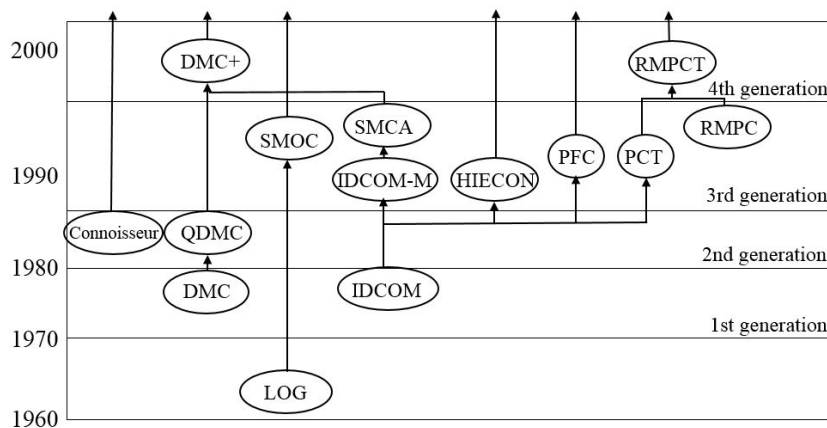 2000
DMC+
RMPCT
4th generation
SMOC
SMCA
RMPC
PFC
PCT
1990
IDCOM-M
HIECON
3rd generation
Connoisseur
QDMC
2nd generation
1980
DMC
IDCOM
1st generation
1970
LOG
1960